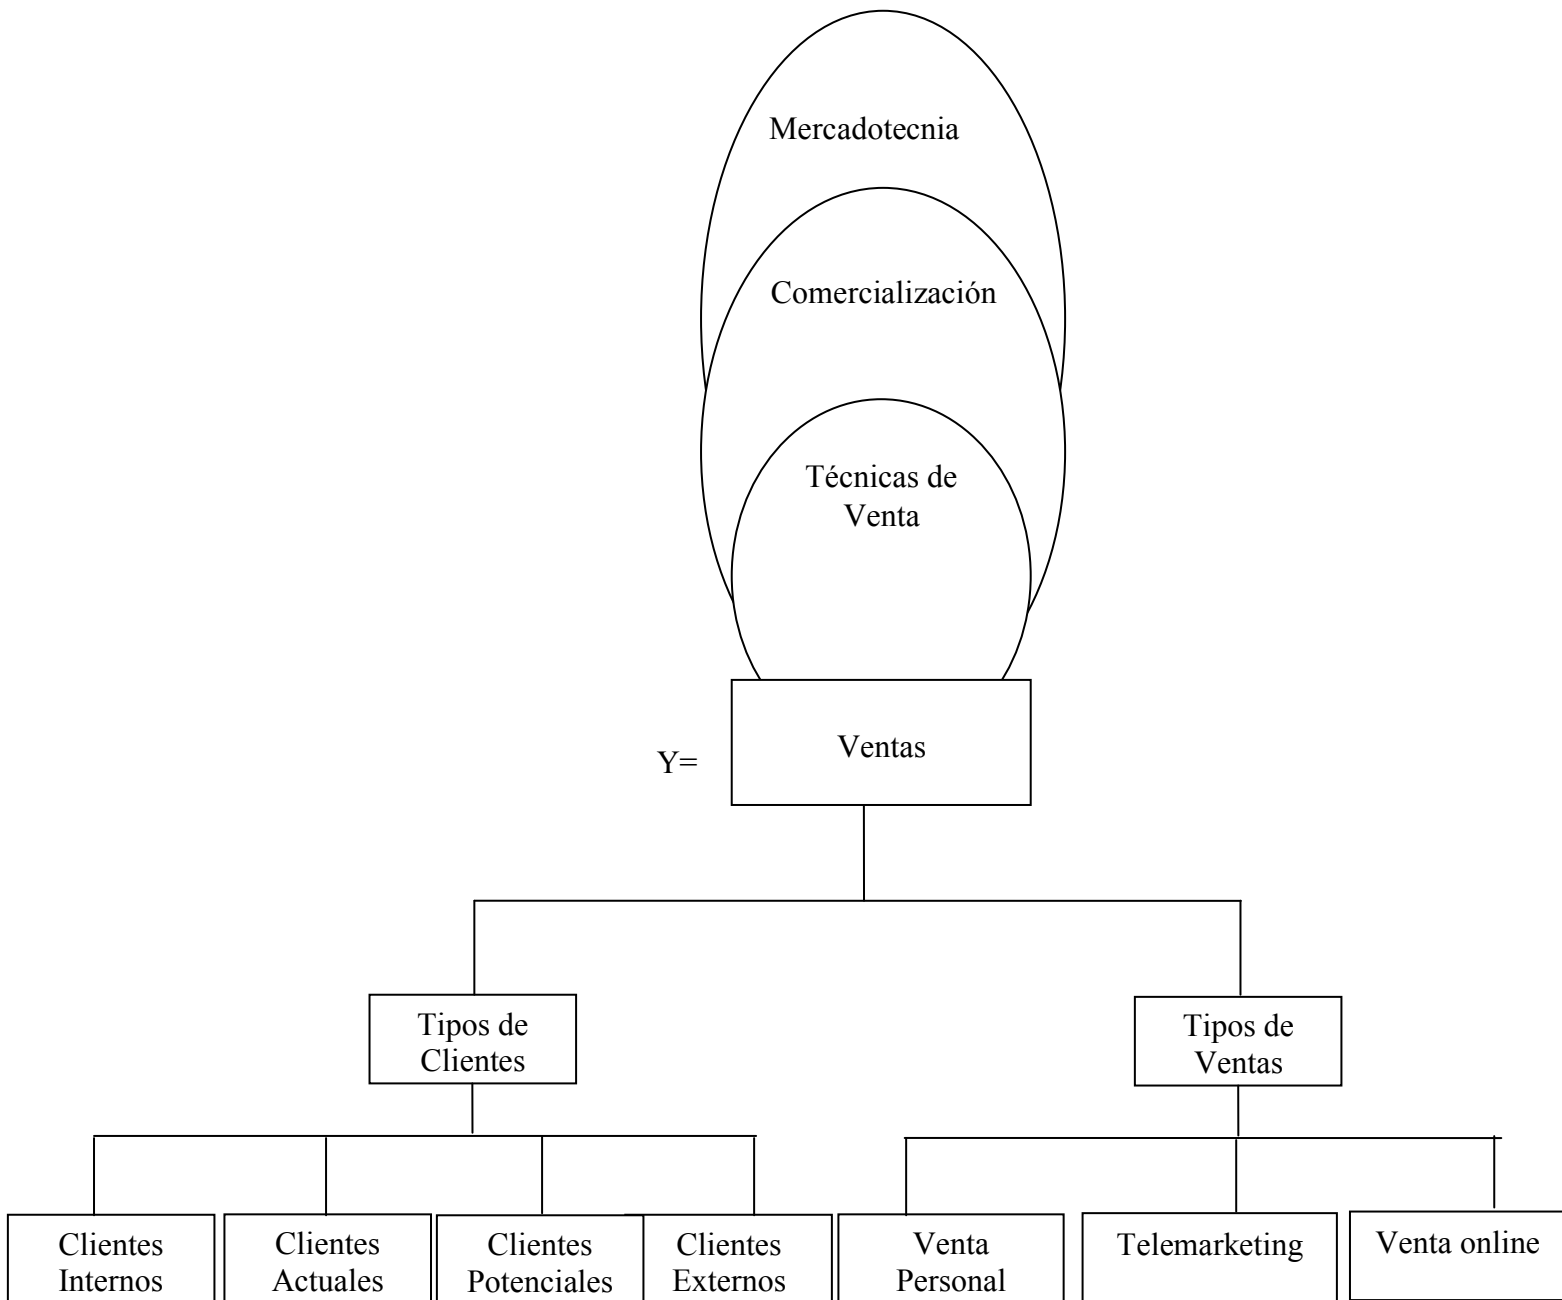 Mercadotecnia
Comercialización
Técnicas de
Venta
Ventas
Y=
Tipos de
Clientes
Tipos de
Ventas
Clientes
Internos
Clientes
Actuales
Clientes
Potenciales
Clientes
Externos
Venta
Personal
Telemarketing
Venta online